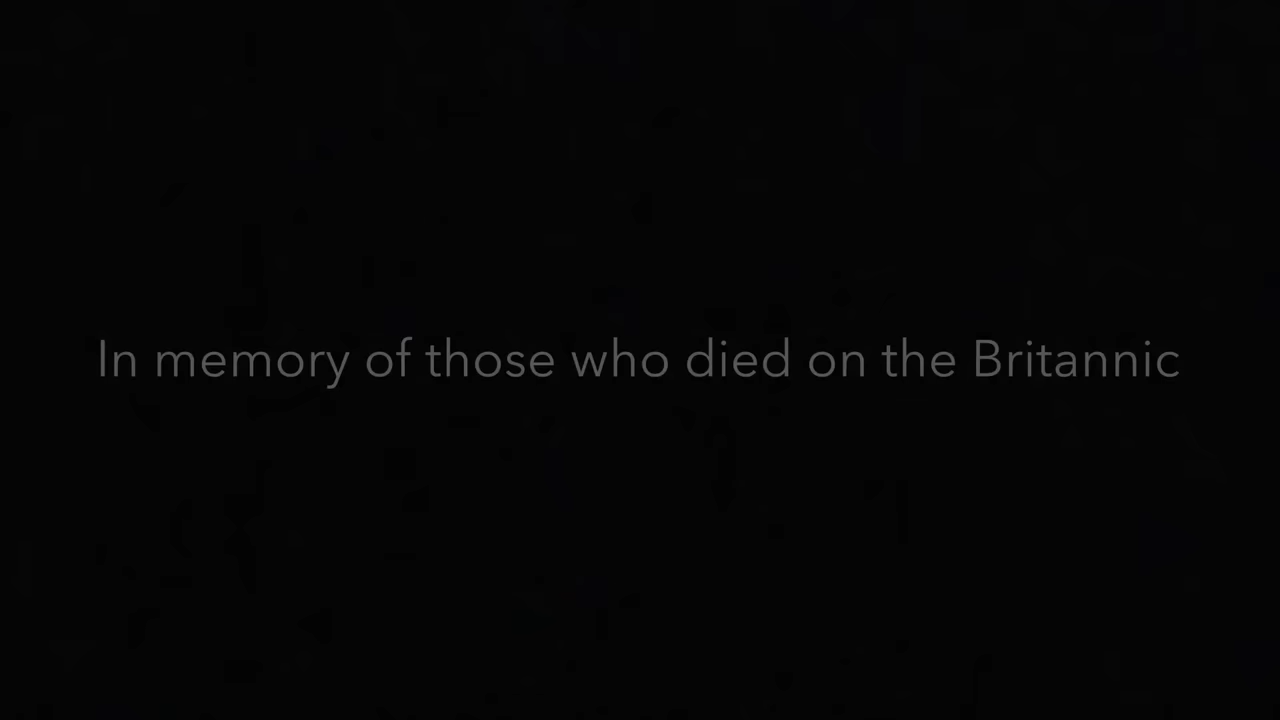 In memory of those who died on the Britannic